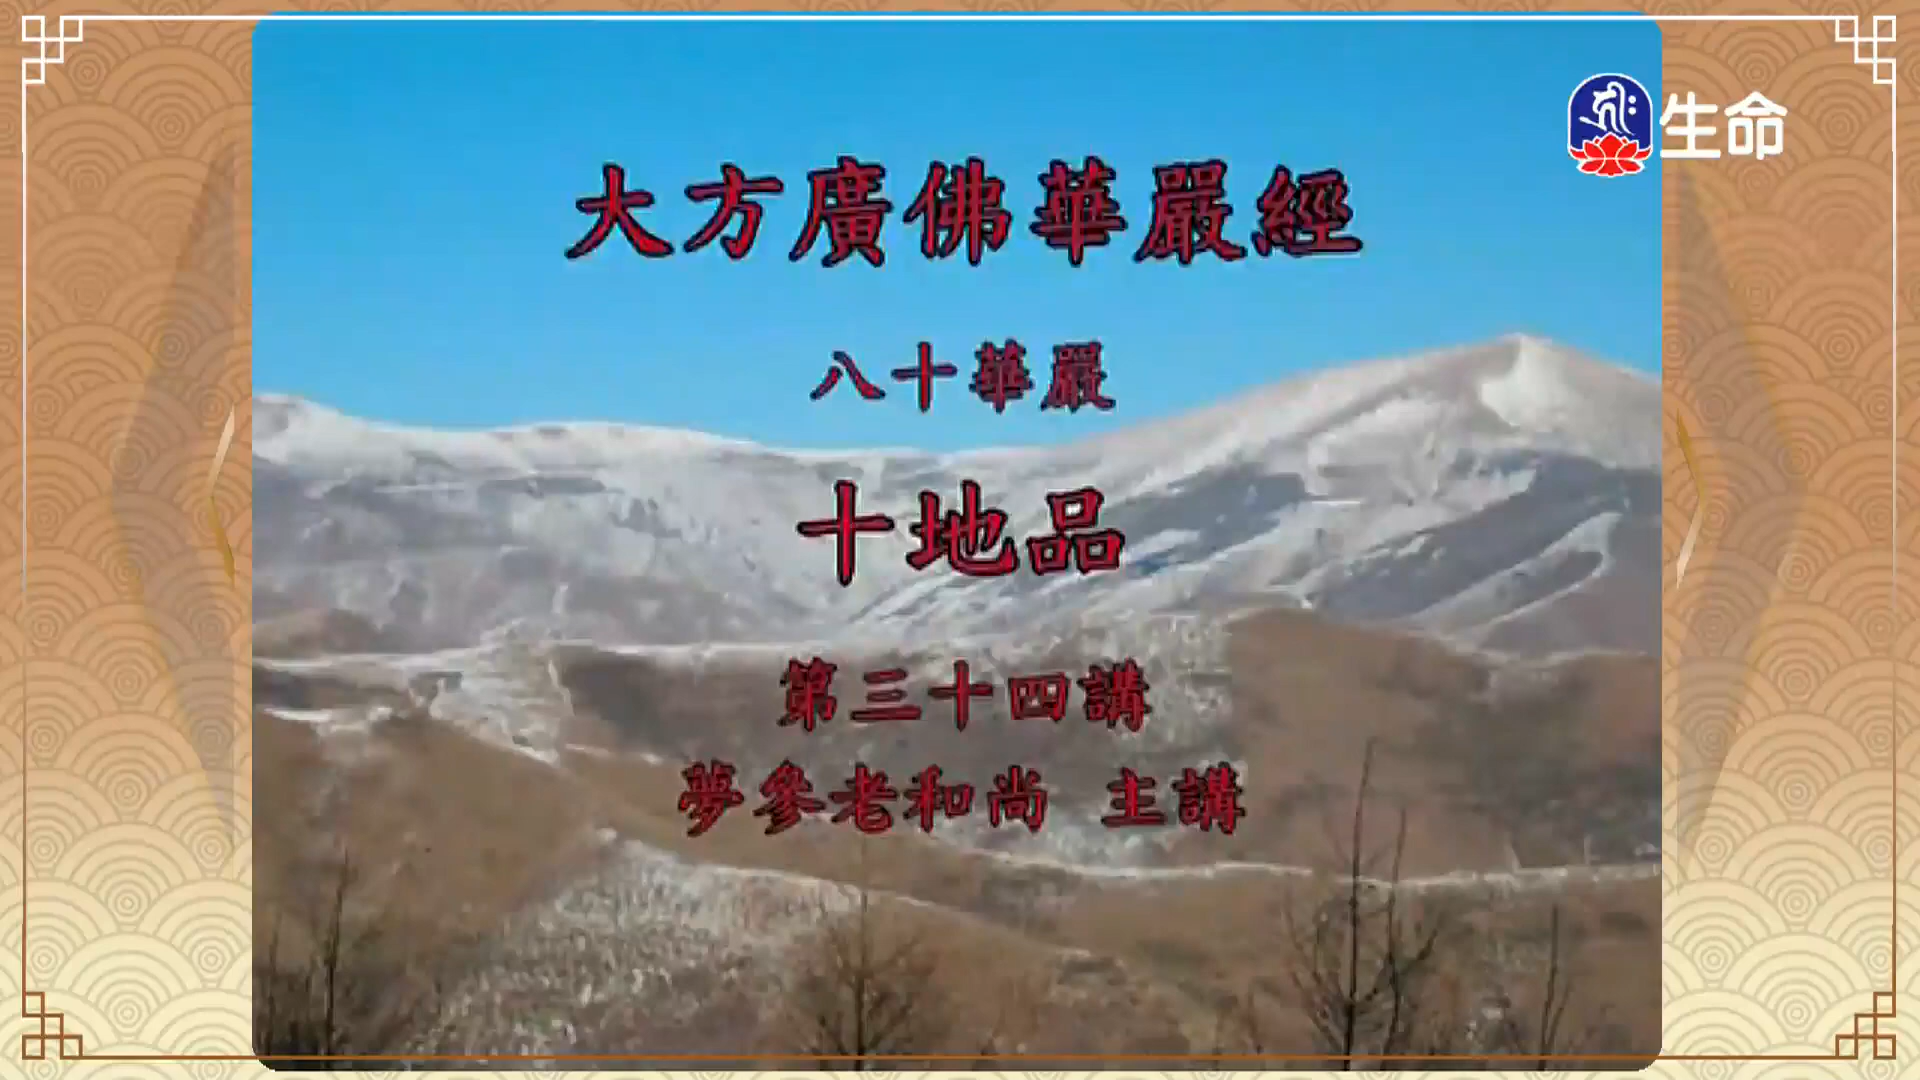 生命
大方廣佛華嚴經
八十華嚴
十地品
第三十四講
夢參老和尚 主講